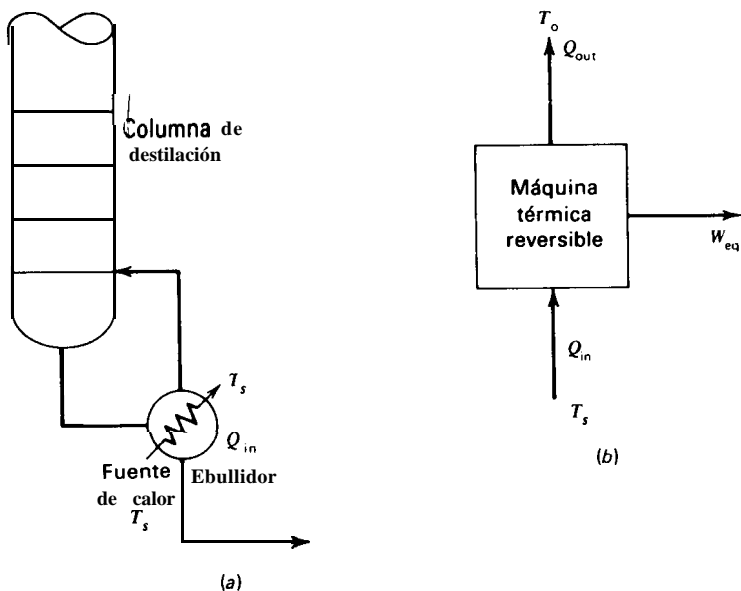 Columna de
destilación
T_s
Q_in
Fuente
Ebullidor
de calor
T_s
(a)
T_o
Q_out
Máquina
térmica
reversible
W_eq
Q_in
T_s
(b)